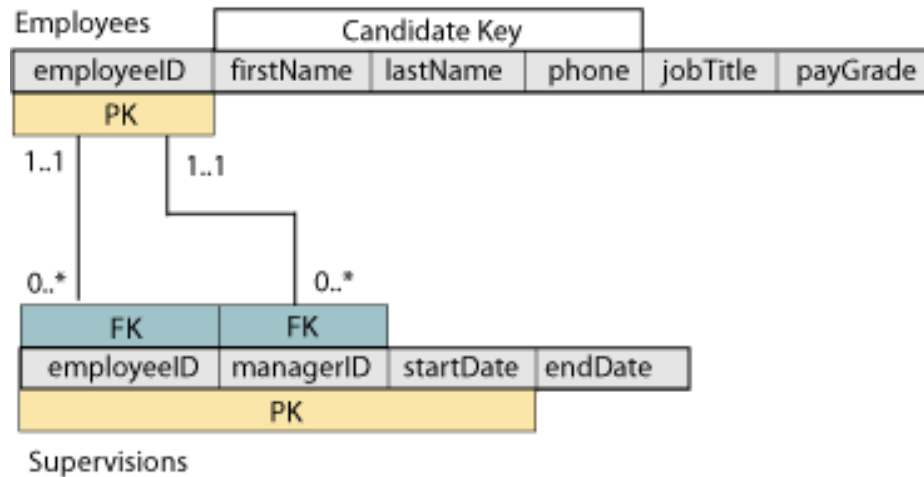 Employees
Candidate Key
employeeID firstName lastName phone jobTitle payGrade
PK
1..1 1..1
0..* 0..*
FK FK
employeeID managerID startDate endDate
PK
Supervisions